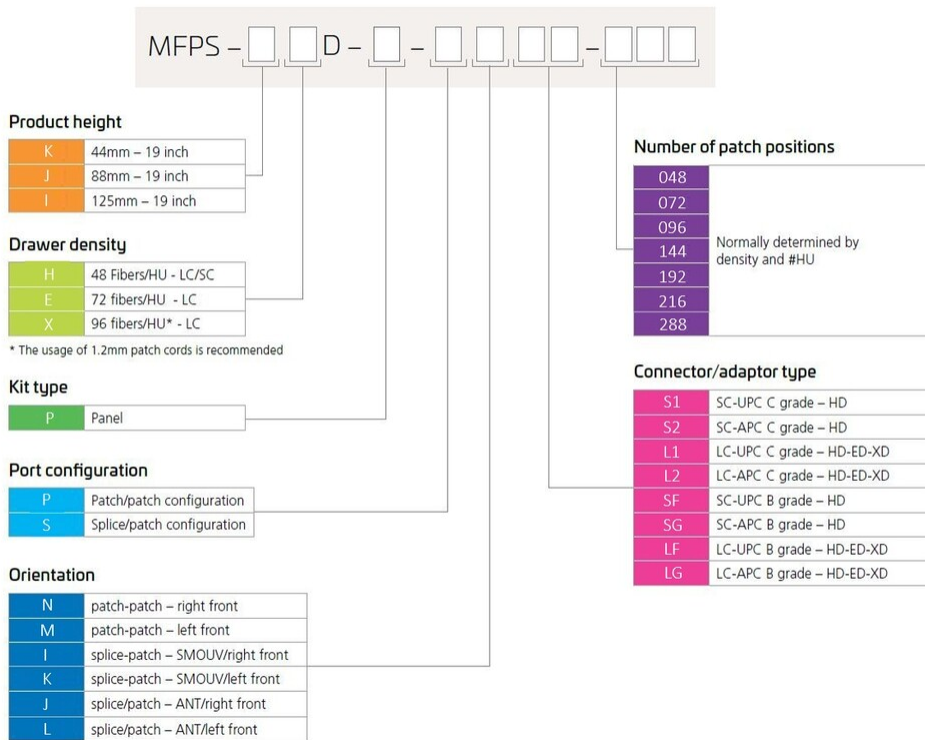 MFPS – D – – –
Product height
K 44mm – 19 inch
J 88mm – 19 inch
I 125mm – 19 inch
Drawer density
H 48 Fibers/HU - LC/SC
E 72 fibers/HU - LC
X 96 fibers/HU* - LC
* The usage of 1.2mm patch cords is recommended
Kit type
P Panel
Port configuration
P Patch/patch configuration
S Splice/patch configuration
Orientation
N patch-patch – right front
M patch-patch – left front
I splice-patch – SMOUV/right front
K splice-patch – SMOUV/left front
J splice/patch – ANT/right front
L splice/patch – ANT/left front
Number of patch positions
048
072
096
144
192
216
288
Normally determined by
density and #HU
Connector/adaptor type
S1 SC-UPC C grade – HD
S2 SC-APC C grade – HD
L1 LC-UPC C grade – HD-ED-XD
L2 LC-APC C grade – HD-ED-XD
SF SC-UPC B grade – HD
SG SC-APC B grade – HD
LF LC-UPC B grade – HD-ED-XD
LG LC-APC B grade – HD-ED-XD